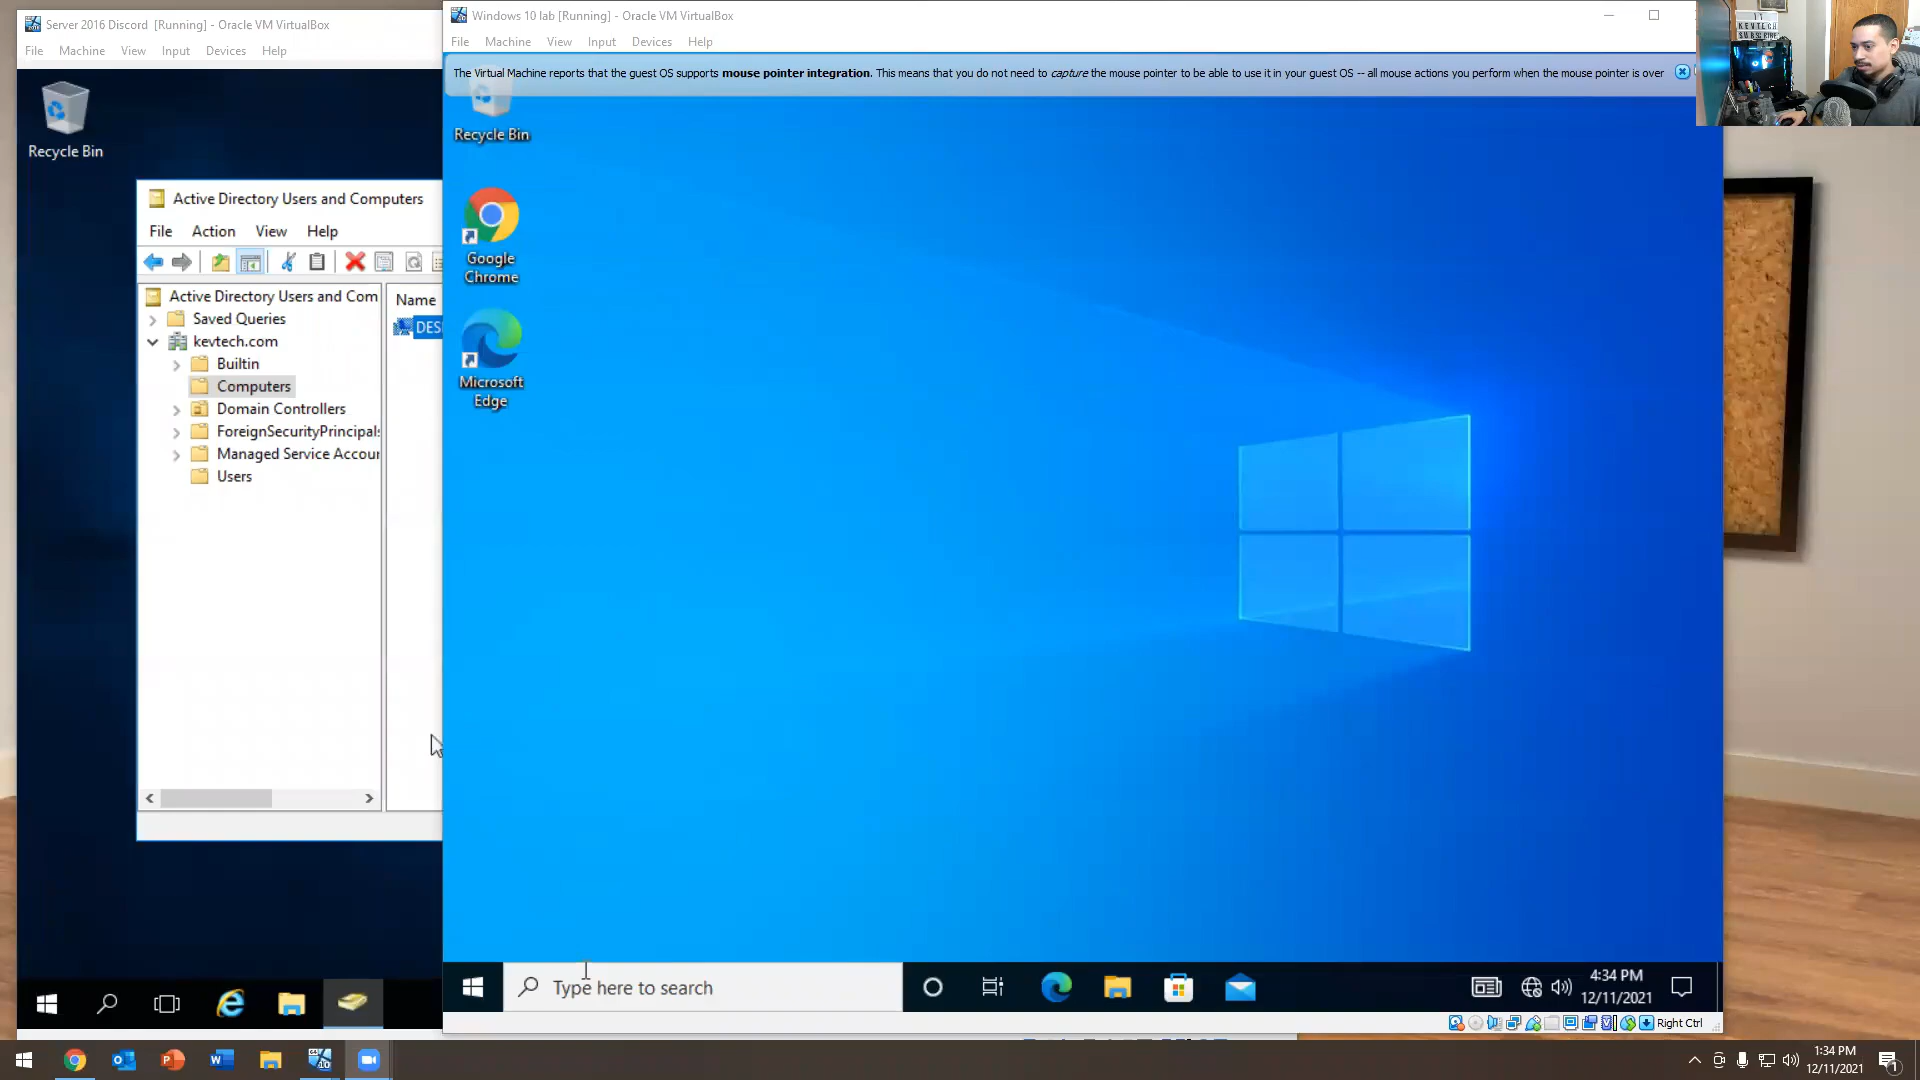 Server 2016 Discord [Running] - Oracle VM VirtualBox
File Machine View Input Devices Help
Recycle Bin
Active Directory Users and Computers
File Action View Help
Active Directory Users and Com
Saved Queries
kevtech.com
Builtin
Computers
Domain Controllers
ForeignSecurityPrincipals
Managed Service Accour
Users
Name
DESI
Windows 10 lab [Running] - Oracle VM VirtualBox
File Machine View Input Devices Help
The Virtual Machine reports that the guest OS supports mouse pointer integration. This means that you do not need to capture the mouse pointer to be able to use it in your guest OS -- all mouse actions you perform when the mouse pointer is over
Recycle Bin
Google
Chrome
Microsoft
Edge
Type here to search
4:34 PM
12/11/2021
Right Ctrl
KEVTECH
SUBSCRIBE
1:34 PM
12/11/2021
1